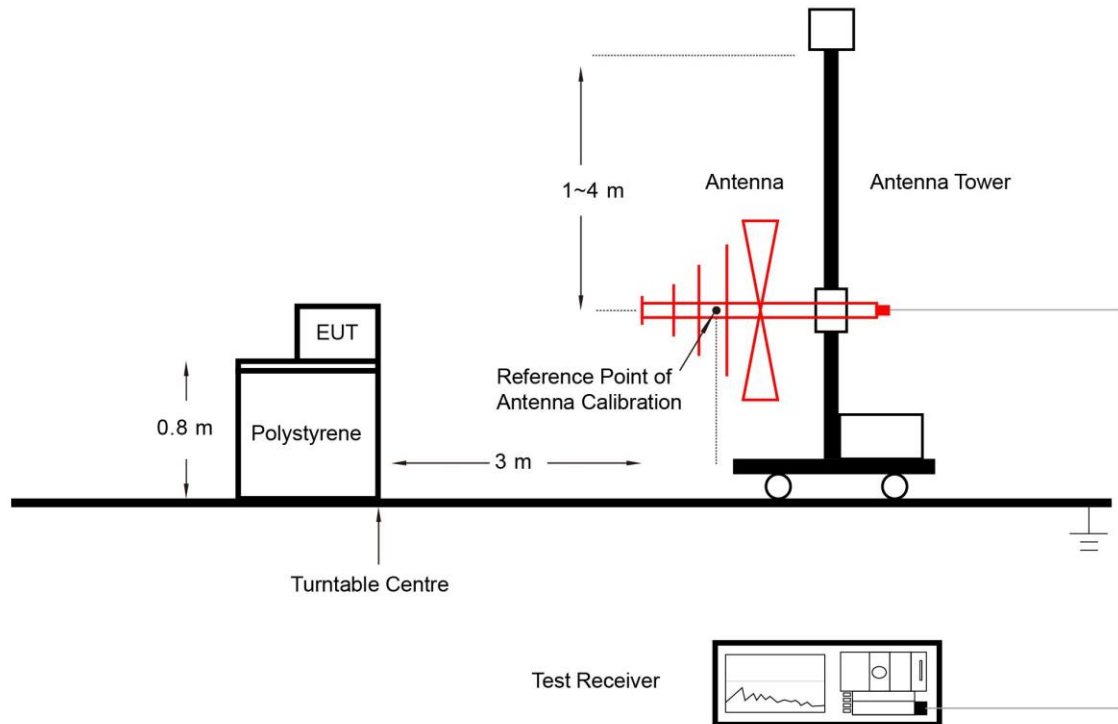 1~4 m
Antenna
Antenna Tower
EUT
Reference Point of
Antenna Calibration
0.8 m
Polystyrene
3 m
Turntable Centre
Test Receiver